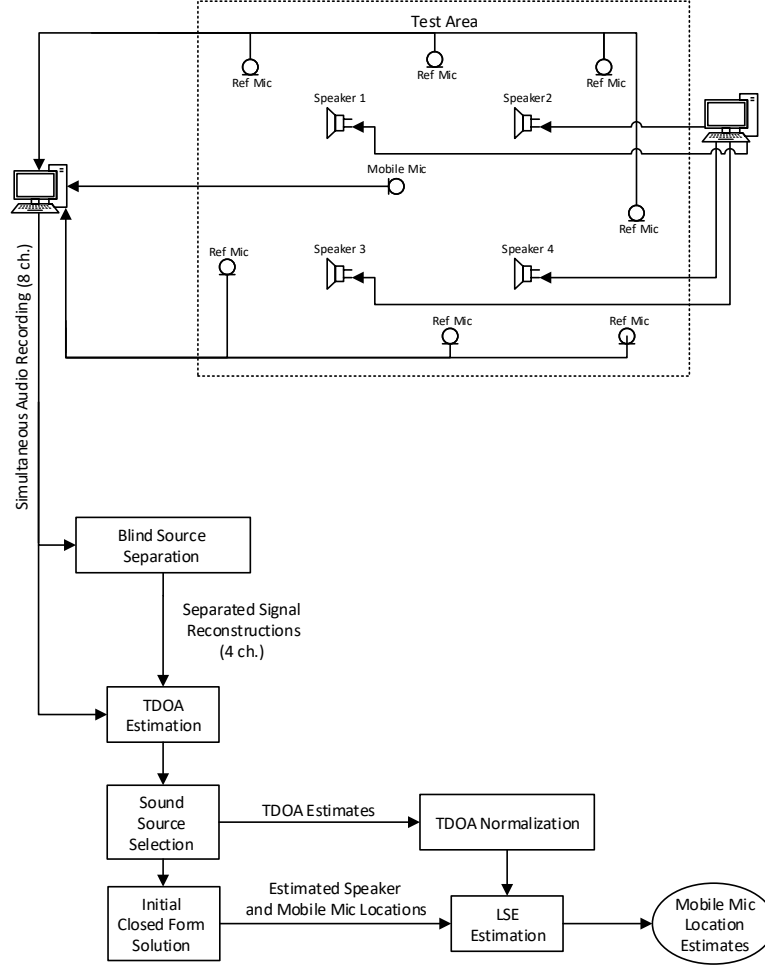 Test Area
Ref Mic
Ref Mic
Ref Mic
Speaker 1
Speaker2
Mobile Mic
Ref Mic
Ref Mic
Speaker 3
Speaker 4
Ref Mic
Ref Mic
Simultaneous Audio Recording (8 ch.)
Blind Source
Separation
Separated Signal
Reconstructions
(4 ch.)
TDOA
Estimation
Sound
Source
Selection
TDOA Estimates
TDOA Normalization
Initial
Closed Form
Solution
Estimated Speaker
and Mobile Mic Locations
LSE
Estimation
Mobile Mic
Location
Estimates